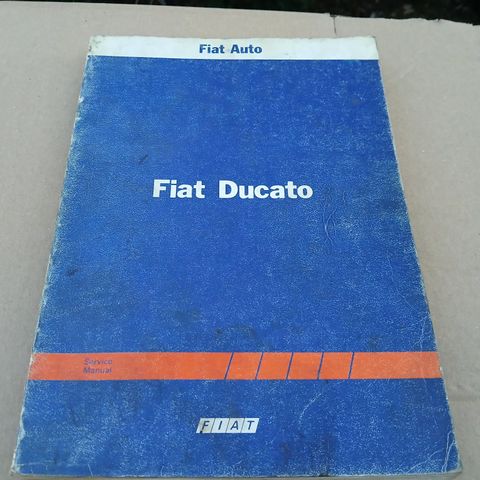 Fiat Auto
Fiat Ducato
Service
Manual
FIAT